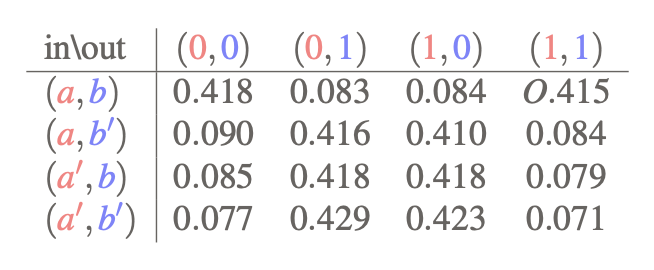 in\out (0,0) (0,1) (1,0) (1,1)
(a,b) 0.418 0.083 0.084 O.415
(a,b′) 0.090 0.416 0.410 0.084
(a′,b) 0.085 0.418 0.418 0.079
(a′,b′) 0.077 0.429 0.423 0.071